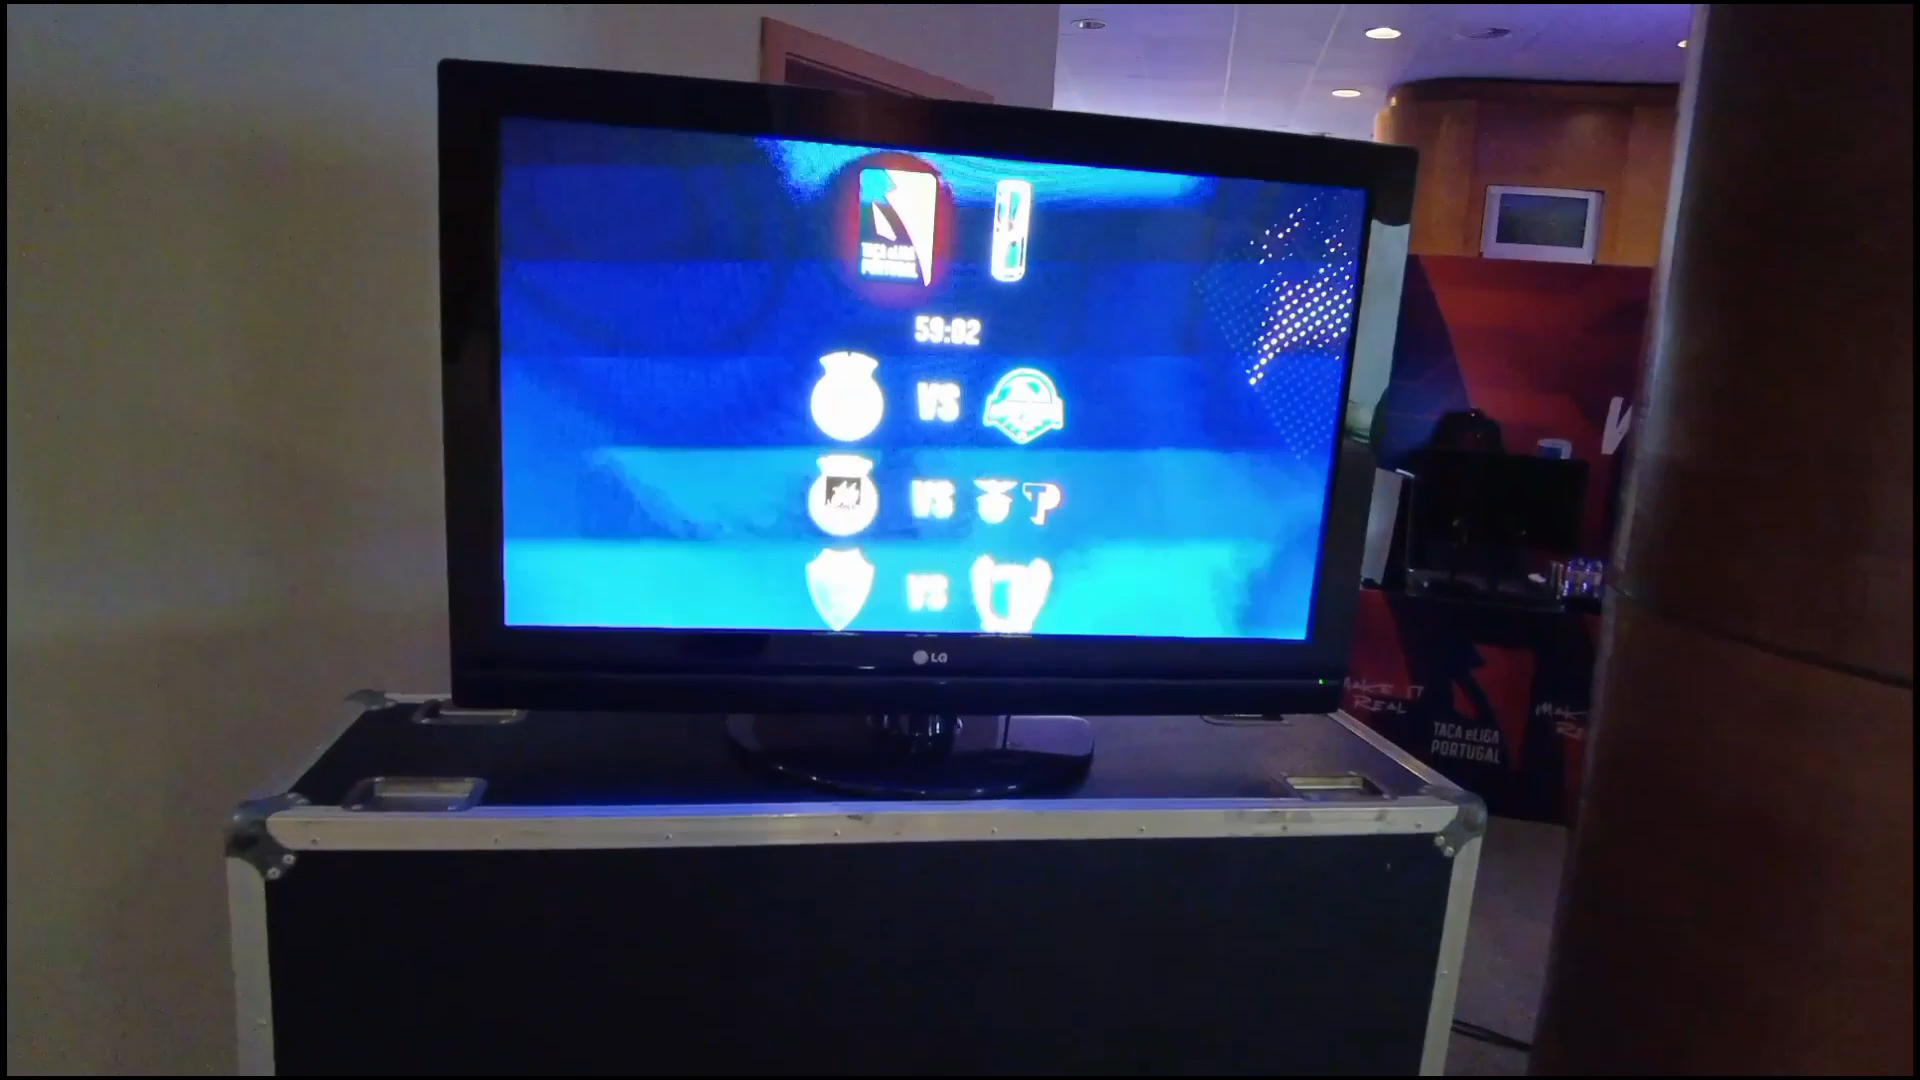 TAÇA eLIGA
PORTUGAL
59:02
VS
VS
VS
LG
MAKE IT
REAL
TAÇA eLIGA
PORTUGAL